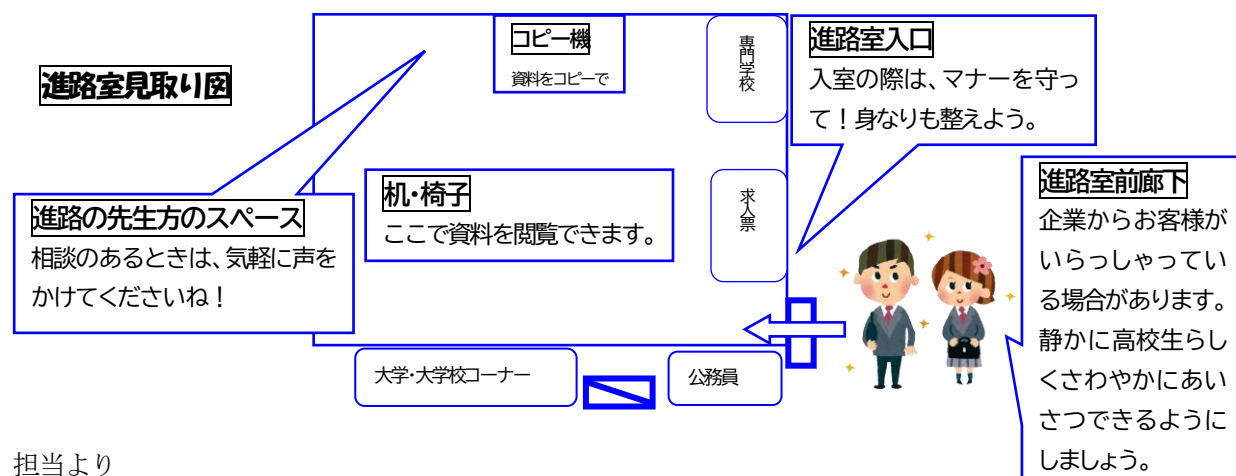 進路室見取り図
コピー機
資料をコピーで
専門学校
進路室入口
入室の際は、マナーを守っ
て！身なりも整えよう。
進路の先生方のスペース
相談のあるときは、気軽に声を
かけてくださいね！
机・椅子
ここで資料を閲覧できます。
求人票
進路室前廊下
企業からお客様が
いらっしゃってい
る場合があります。
静かに高校生らし
くさわやかにあい
さつできるように
しましょう。
大学・大学校コーナー
公務員
担当より